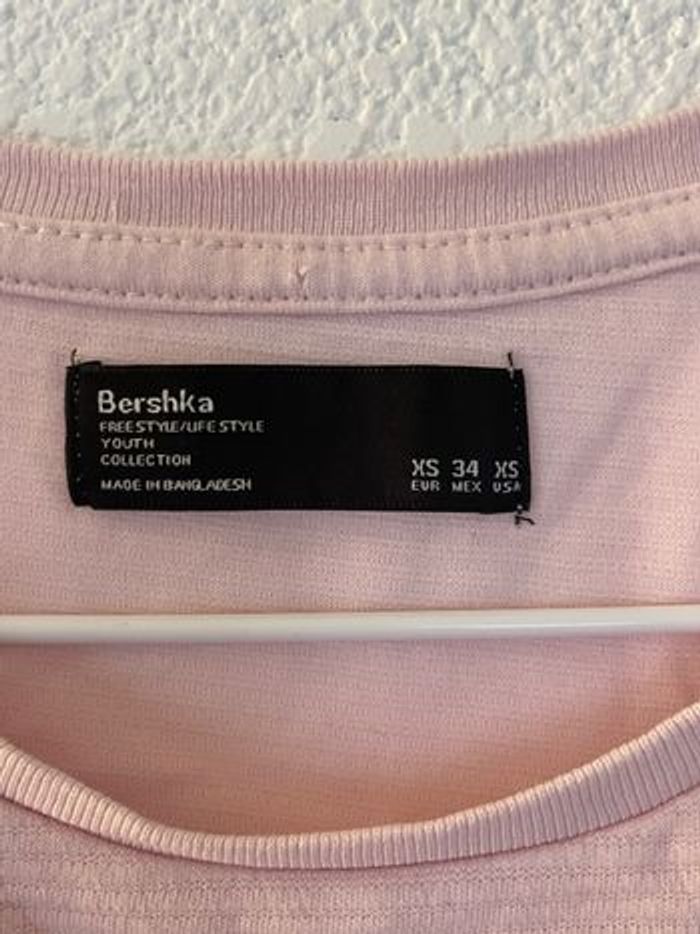 Bershka
FREESTYLE/LIFE STYLE
YOUTH
COLLECTION
MADE IN BANGLADESH
XS 34 XS
EUR MEX USA